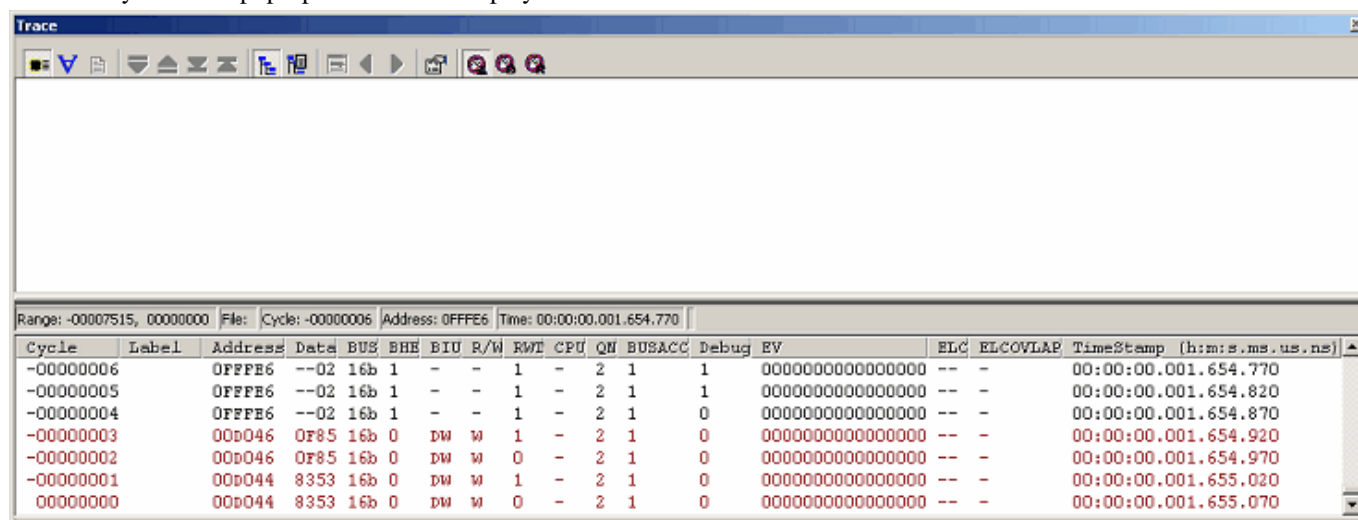 Trace
Range: -00007515, 00000000 File: Cycle: -00000006 Address: 0FFFE6 Time: 00:00:00.001.654.770
Cycle Label Address Data BUS BHE BIU R/W RWT CPU QN BUSACC Debug EV ELC ELCOVLAP TimeStamp (h:m:s.ms.us.ns)
-00000006 0FFFE6 --02 16b 1 - - 1 - 2 1 1 0000000000000000 -- - 00:00:00.001.654.770
-00000005 0FFFE6 --02 16b 1 - - 1 - 2 1 1 0000000000000000 -- - 00:00:00.001.654.820
-00000004 0FFFE6 --02 16b 1 - - 1 - 2 1 0 0000000000000000 -- - 00:00:00.001.654.870
-00000003 00D046 0F85 16b 0 DW W 1 - 2 1 0 0000000000000000 -- - 00:00:00.001.654.920
-00000002 00D046 0F85 16b 0 DW W 0 - 2 1 0 0000000000000000 -- - 00:00:00.001.654.970
-00000001 00D044 8353 16b 0 DW W 1 - 2 1 0 0000000000000000 -- - 00:00:00.001.655.020
00000000 00D044 8353 16b 0 DW W 0 - 2 1 0 0000000000000000 -- - 00:00:00.001.655.070